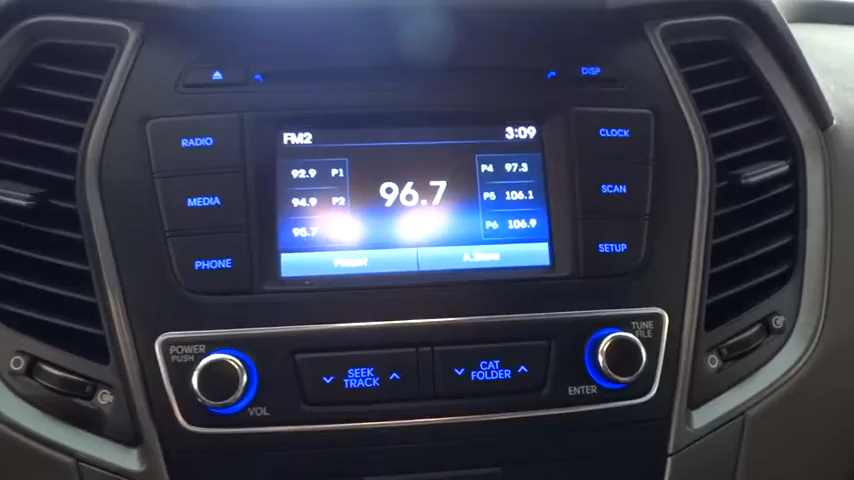 DISP
RADIO
MEDIA
PHONE
FM2 3:09
92.9 P1
94.9 P2
95.7
96.7
P4 97.3
P5 106.1
P6 106.9
Preset
A.Store
CLOCK
SCAN
SETUP
POWER
PUSH
VOL
SEEK
TRACK
CAT
FOLDER
TUNE
FILE
ENTER